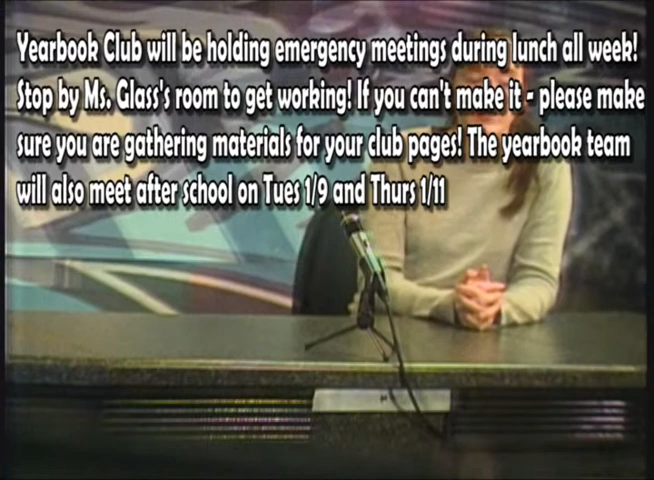 Yearbook Club will be holding emergency meetings during lunch all week!
Stop by Ms. Glass's room to get working! If you can't make it - please make
sure you are gathering materials for your club pages! The yearbook team
will also meet after school on Tues 1/9 and Thurs 1/11